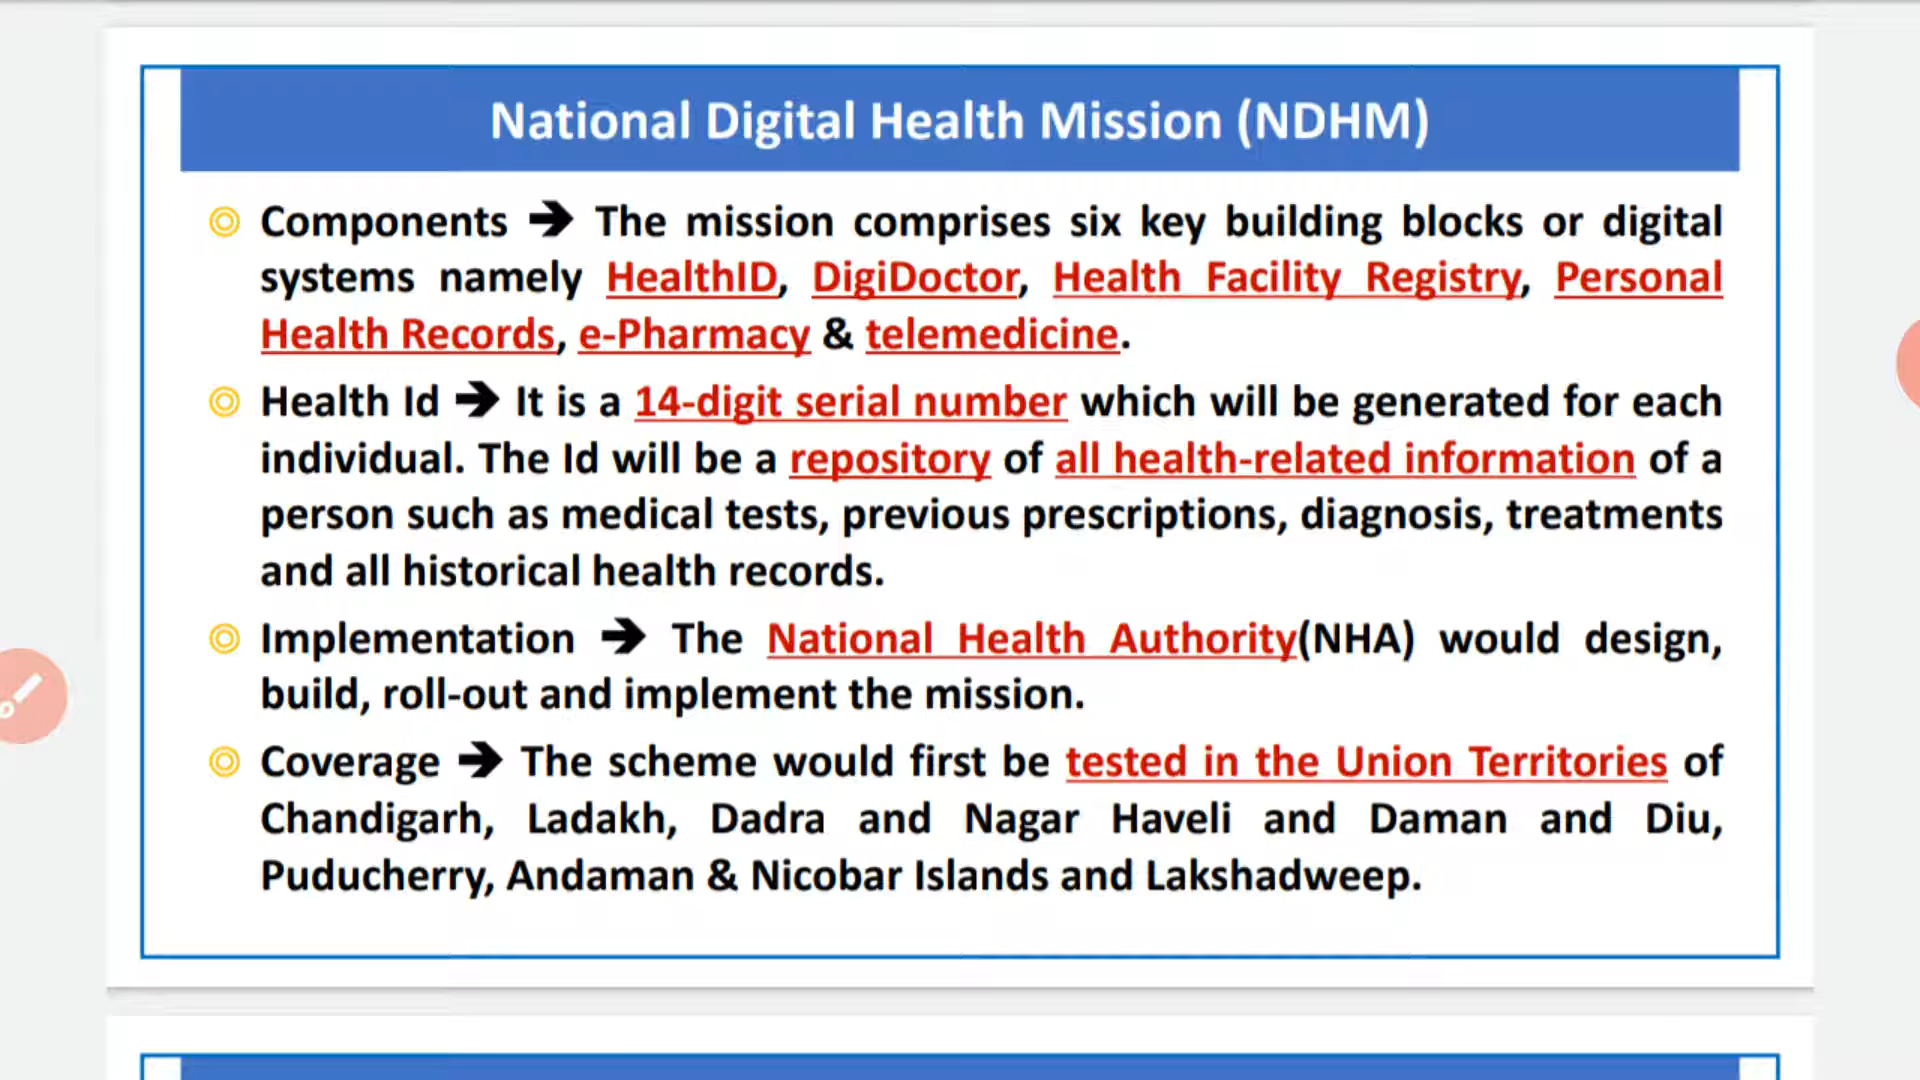 National Digital Health Mission (NDHM)
Components ➔ The mission comprises six key building blocks or digital
systems namely HealthID, DigiDoctor, Health Facility Registry, Personal
Health Records, e-Pharmacy & telemedicine.
Health Id ➔ It is a 14-digit serial number which will be generated for each
individual. The Id will be a repository of all health-related information of a
person such as medical tests, previous prescriptions, diagnosis, treatments
and all historical health records.
Implementation ➔ The National Health Authority(NHA) would design,
build, roll-out and implement the mission.
Coverage ➔ The scheme would first be tested in the Union Territories of
Chandigarh, Ladakh, Dadra and Nagar Haveli and Daman and Diu,
Puducherry, Andaman & Nicobar Islands and Lakshadweep.